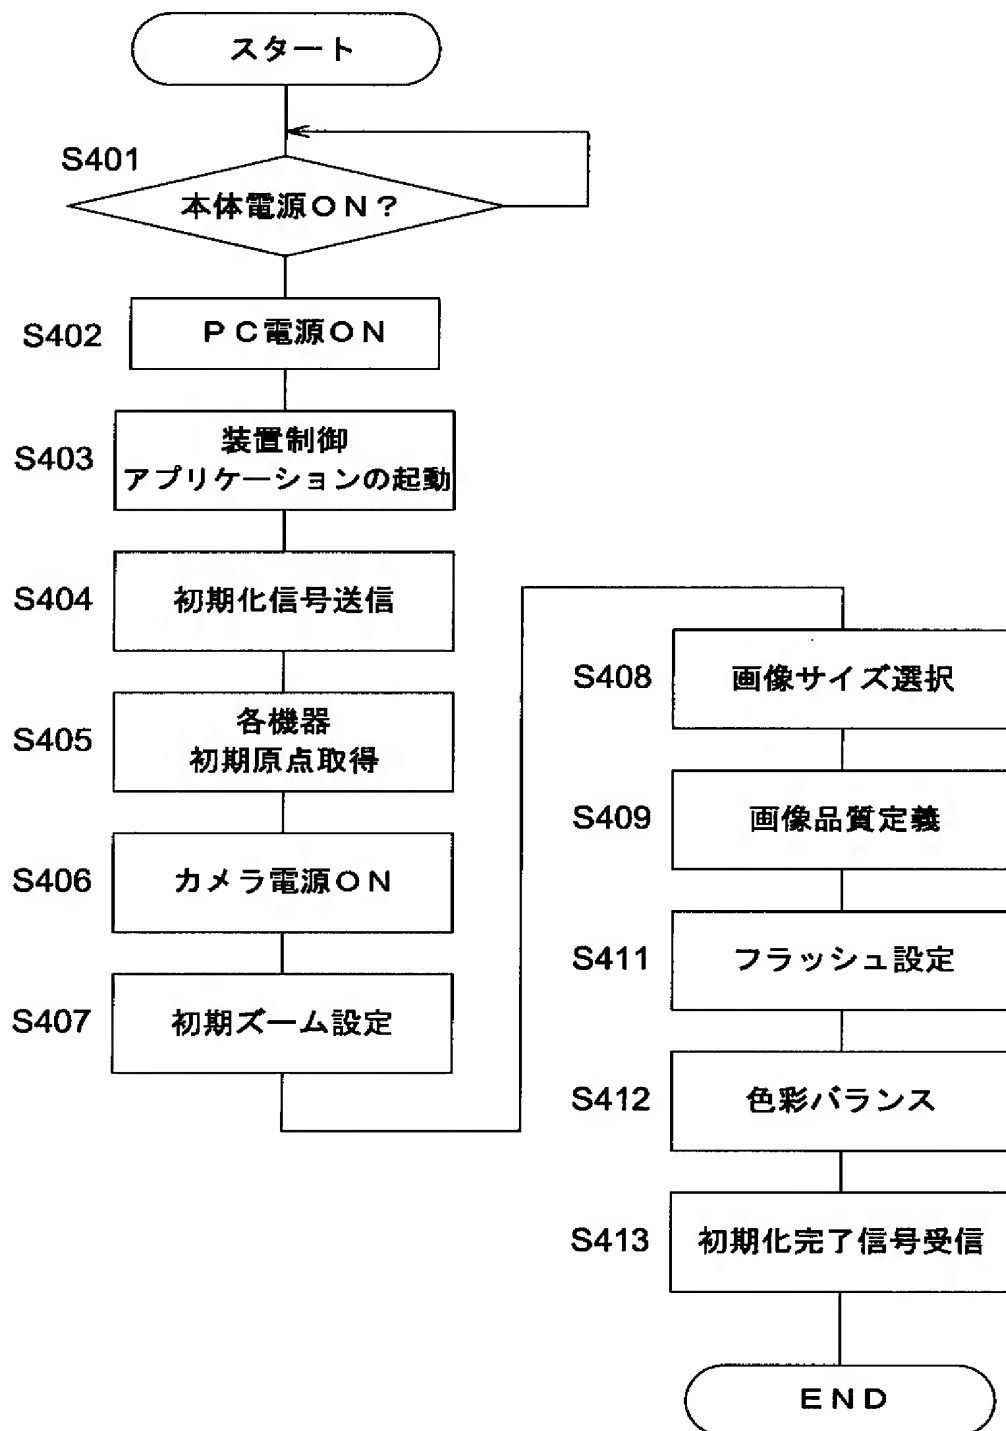 スタート
S401
本体電源ON？
S402
PC電源ON
S403
装置制御
アプリケーションの起動
S404
初期化信号送信
S405
各機器
初期原点取得
S406
カメラ電源ON
S407
初期ズーム設定
S408
画像サイズ選択
S409
画像品質定義
S411
フラッシュ設定
S412
色彩バランス
S413
初期化完了信号受信
END